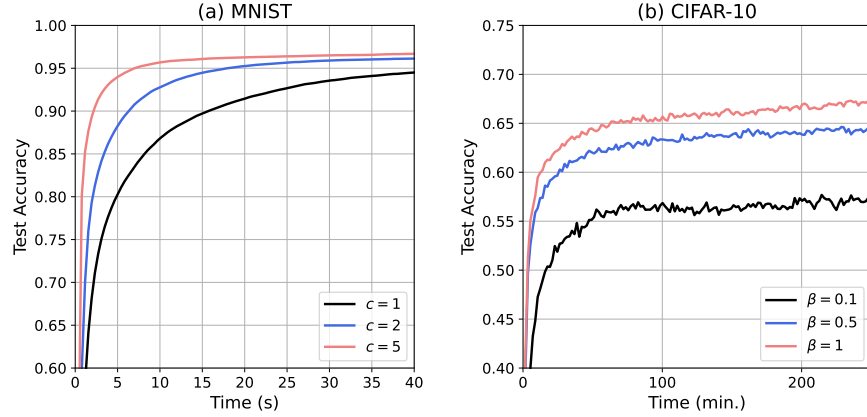 (a) MNIST
1.00
0.95
0.90
0.85
0.80
0.75
0.70
0.65
0.60
Test Accuracy
0
5
10
15
20
25
30
35
40
Time (s)
c = 1
c = 2
c = 5
(b) CIFAR-10
0.75
0.70
0.65
0.60
0.55
0.50
0.45
0.40
Test Accuracy
0
100
200
Time (min.)
β = 0.1
β = 0.5
β = 1